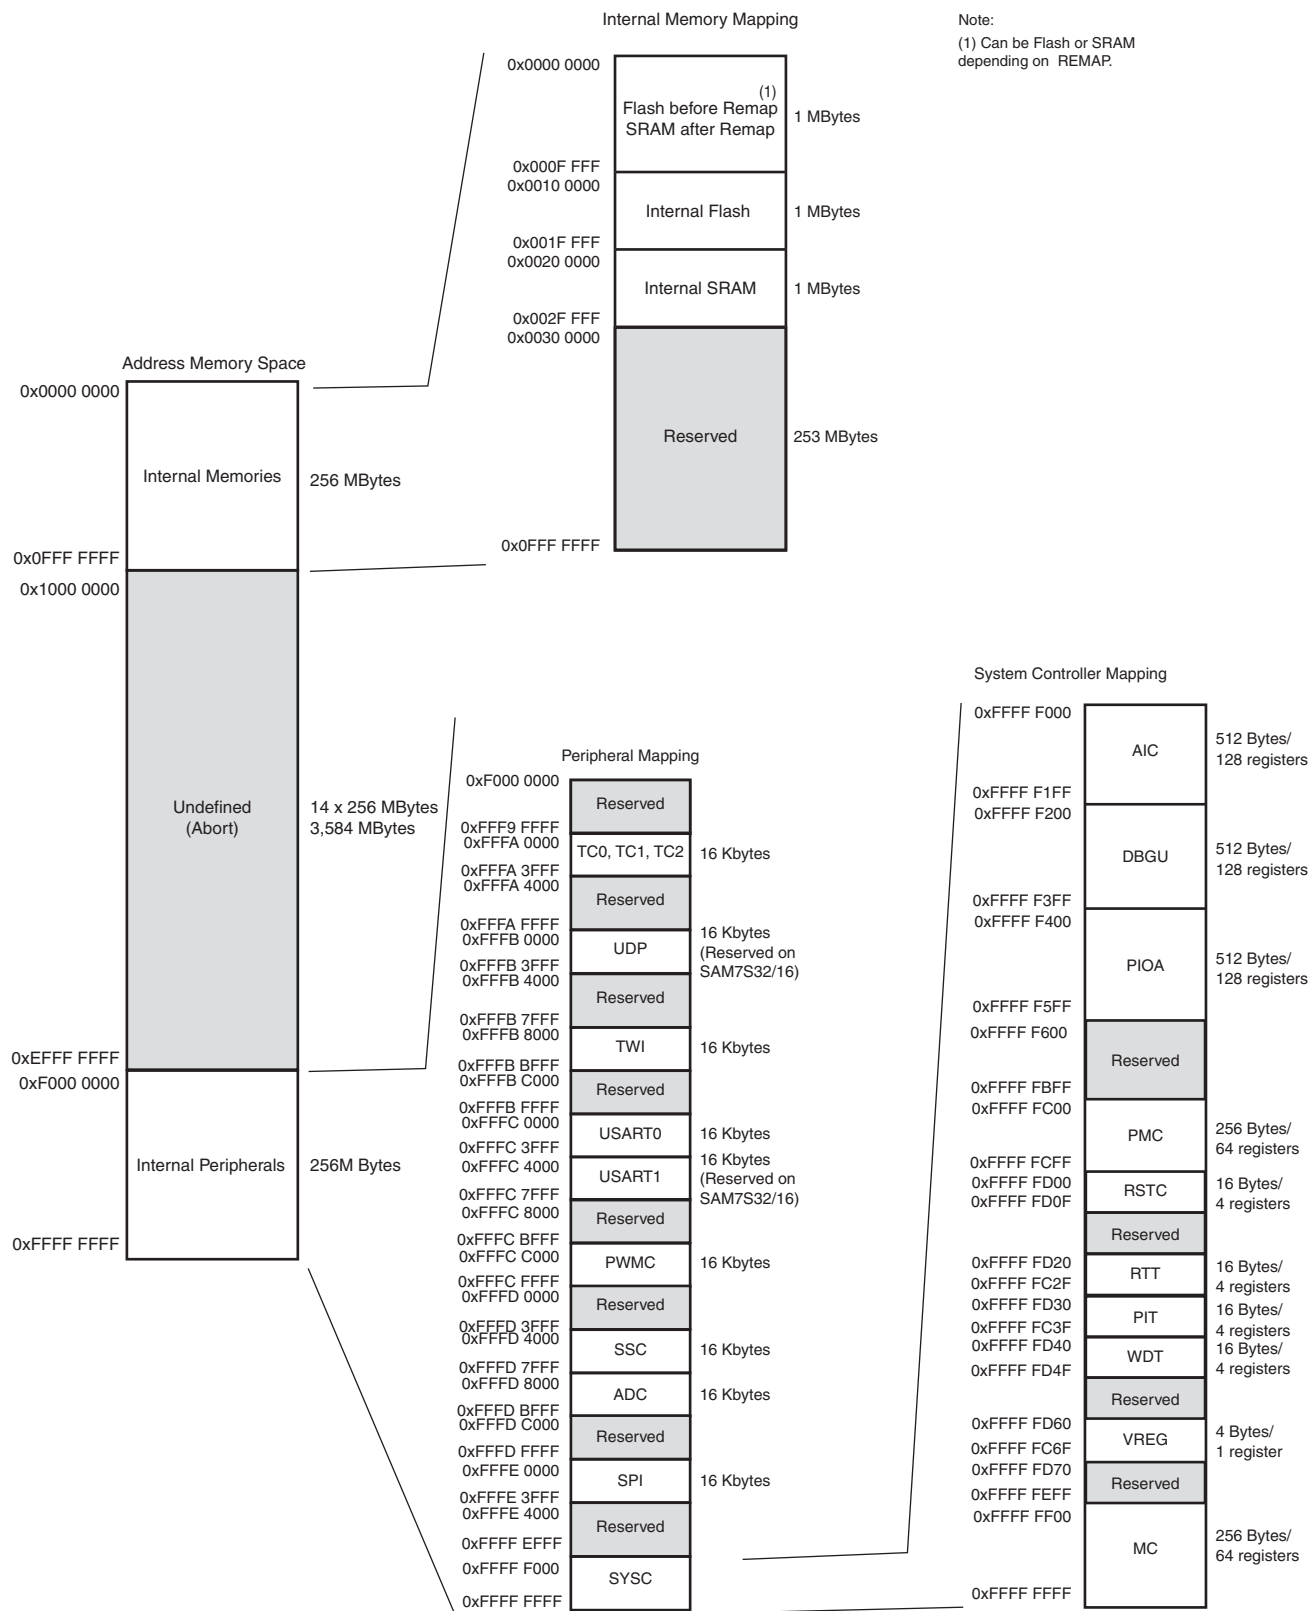 Internal Memory Mapping
Note:
(1) Can be Flash or SRAM
depending on REMAP.
0x0000 0000
(1)
Flash before Remap
SRAM after Remap
1 MBytes
0x000F FFF
0x0010 0000
Internal Flash
1 MBytes
0x001F FFF
0x0020 0000
Internal SRAM
1 MBytes
0x002F FFF
0x0030 0000
Reserved
253 MBytes
0x0FFF FFFF
Address Memory Space
0x0000 0000
Internal Memories
256 MBytes
0x0FFF FFFF
0x1000 0000
Undefined
(Abort)
14 x 256 MBytes
3,584 MBytes
0xEFFF FFFF
0xF000 0000
Internal Peripherals
256M Bytes
0xFFFF FFFF
Peripheral Mapping
0xF000 0000
Reserved
0xFFF9 FFFF
0xFFFA 0000
TC0, TC1, TC2
16 Kbytes
0xFFFA 3FFF
0xFFFA 4000
Reserved
0xFFFA FFFF
0xFFFB 0000
UDP
16 Kbytes
(Reserved on
SAM7S32/16)
0xFFFB 3FFF
0xFFFB 4000
Reserved
0xFFFB 7FFF
0xFFFB 8000
TWI
16 Kbytes
0xFFFB BFFF
0xFFFB C000
Reserved
0xFFFB FFFF
0xFFFC 0000
USART0
16 Kbytes
0xFFFC 3FFF
0xFFFC 4000
USART1
16 Kbytes
(Reserved on
SAM7S32/16)
0xFFFC 7FFF
0xFFFC 8000
Reserved
0xFFFC BFFF
0xFFFC C000
PWMC
16 Kbytes
0xFFFC FFFF
0xFFFD 0000
Reserved
0xFFFD 3FFF
0xFFFD 4000
SSC
16 Kbytes
0xFFFD 7FFF
0xFFFD 8000
ADC
16 Kbytes
0xFFFD BFFF
0xFFFD C000
Reserved
0xFFFD FFFF
0xFFFE 0000
SPI
16 Kbytes
0xFFFE 3FFF
0xFFFE 4000
Reserved
0xFFFF EFFF
0xFFFF F000
SYSC
0xFFFF FFFF
System Controller Mapping
0xFFFF F000
AIC
512 Bytes/
128 registers
0xFFFF F1FF
0xFFFF F200
DBGU
512 Bytes/
128 registers
0xFFFF F3FF
0xFFFF F400
PIOA
512 Bytes/
128 registers
0xFFFF F5FF
0xFFFF F600
Reserved
0xFFFF FBFF
0xFFFF FC00
PMC
256 Bytes/
64 registers
0xFFFF FCFF
0xFFFF FD00
RSTC
16 Bytes/
4 registers
0xFFFF FD0F
Reserved
0xFFFF FD20
RTT
16 Bytes/
4 registers
0xFFFF FC2F
0xFFFF FD30
PIT
16 Bytes/
4 registers
0xFFFF FC3F
0xFFFF FD40
WDT
16 Bytes/
4 registers
0xFFFF FD4F
Reserved
0xFFFF FD60
VREG
4 Bytes/
1 register
0xFFFF FC6F
0xFFFF FD70
Reserved
0xFFFF FEFF
0xFFFF FF00
MC
256 Bytes/
64 registers
0xFFFF FFFF